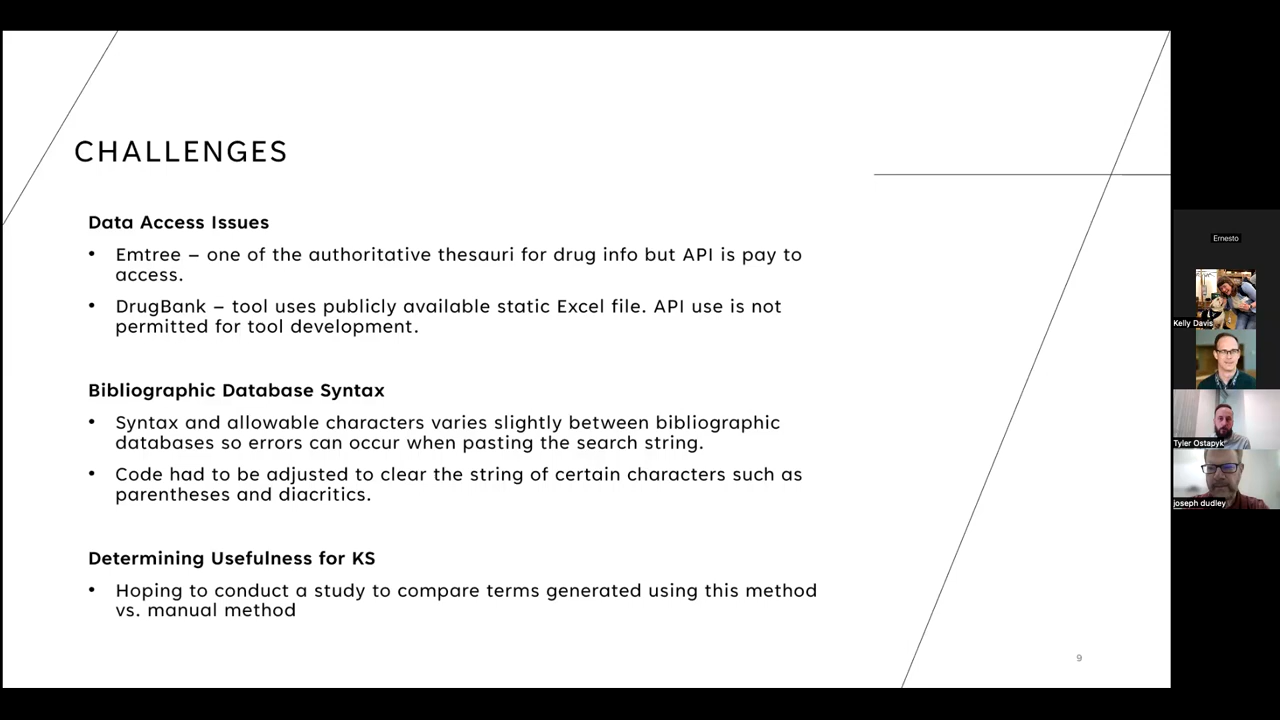 CHALLENGES
Data Access Issues
• Emtree – one of the authoritative thesauri for drug info but API is pay to
access.
• DrugBank – tool uses publicly available static Excel file. API use is not
permitted for tool development.
Bibliographic Database Syntax
• Syntax and allowable characters varies slightly between bibliographic
databases so errors can occur when pasting the search string.
• Code had to be adjusted to clear the string of certain characters such as
parentheses and diacritics.
Determining Usefulness for KS
• Hoping to conduct a study to compare terms generated using this method
vs. manual method
9
Ernesto
Kelly Davis
Tyler Ostapyk
joseph dudley